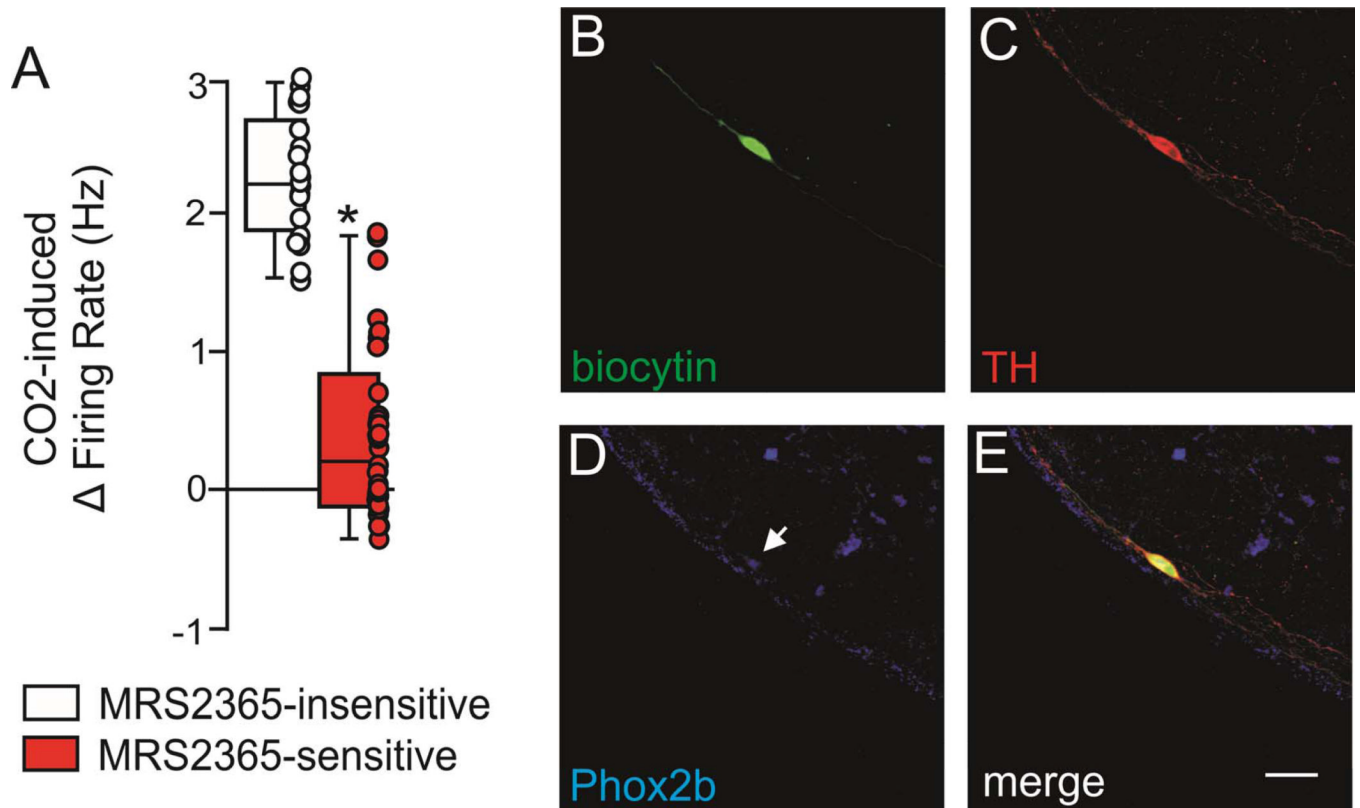 A
CO2-induced
Δ Firing Rate (Hz)
3
2
1
0
-1
*
MRS2365-insensitive
MRS2365-sensitive
B
biocytin
C
TH
D
Phox2b
E
merge